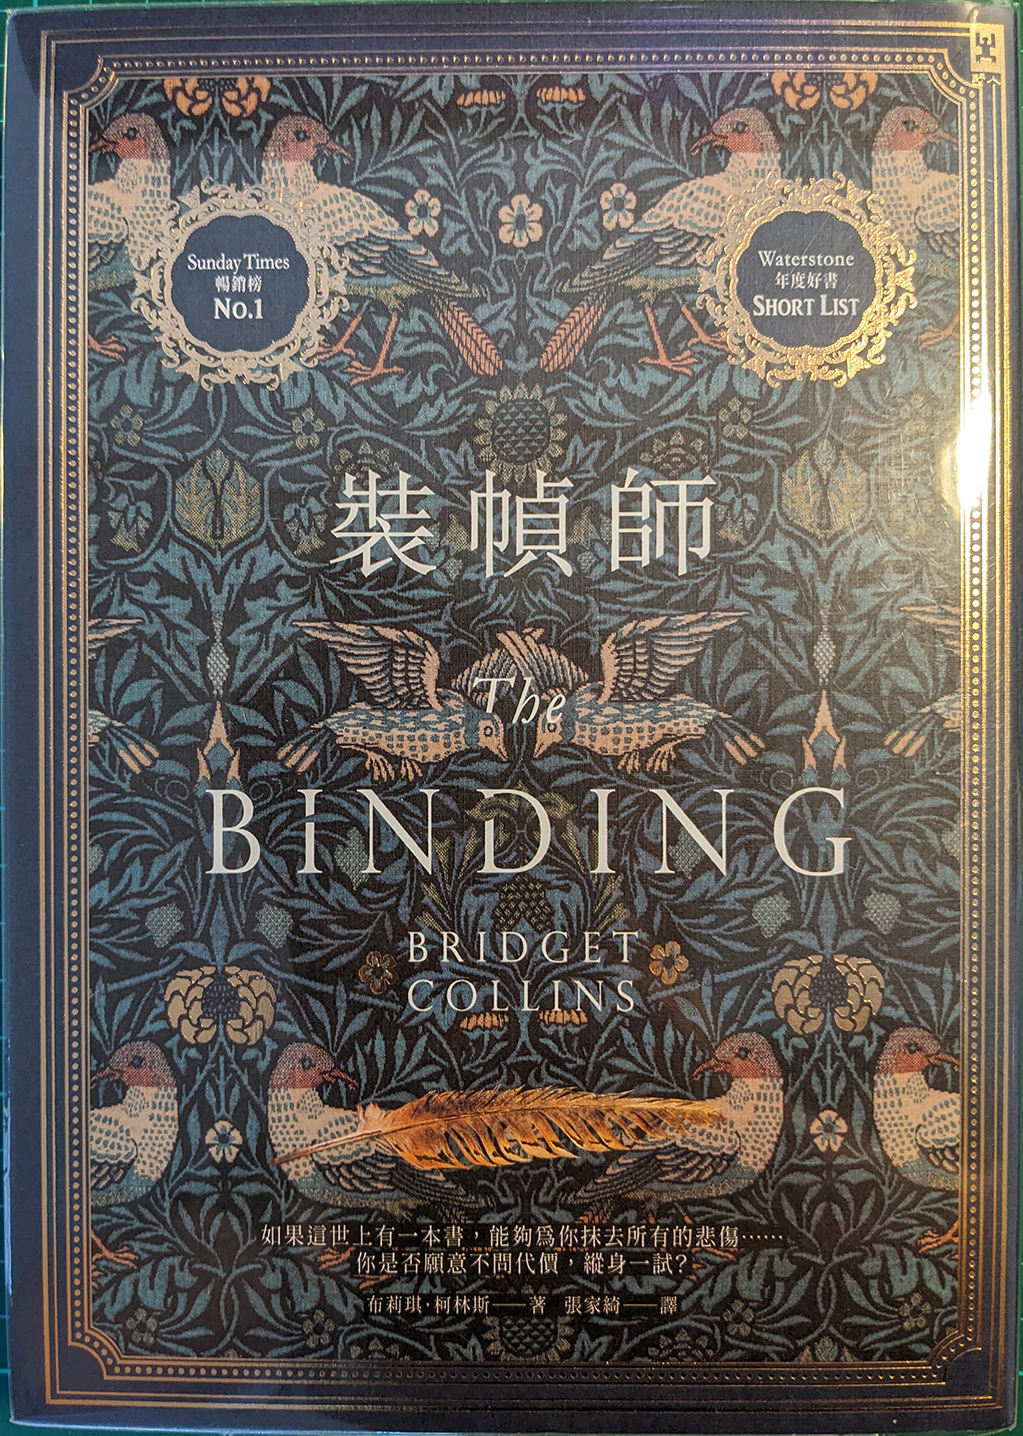 Sunday Times
暢銷榜
No.1
Waterstone
年度好書
SHORT LIST
裝幀師
The
BINDING
BRIDGET
COLLINS
如果這世上有一本書，能夠為你抹去所有的悲傷⋯⋯
你是否願意不問代價，縱身一試？
布莉琪·柯林斯——著 張家綺——譯